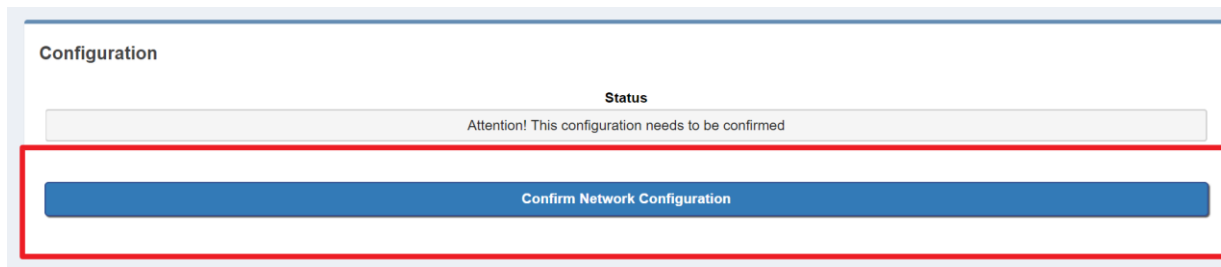 Configuration
Status
Attention! This configuration needs to be confirmed
Confirm Network Configuration